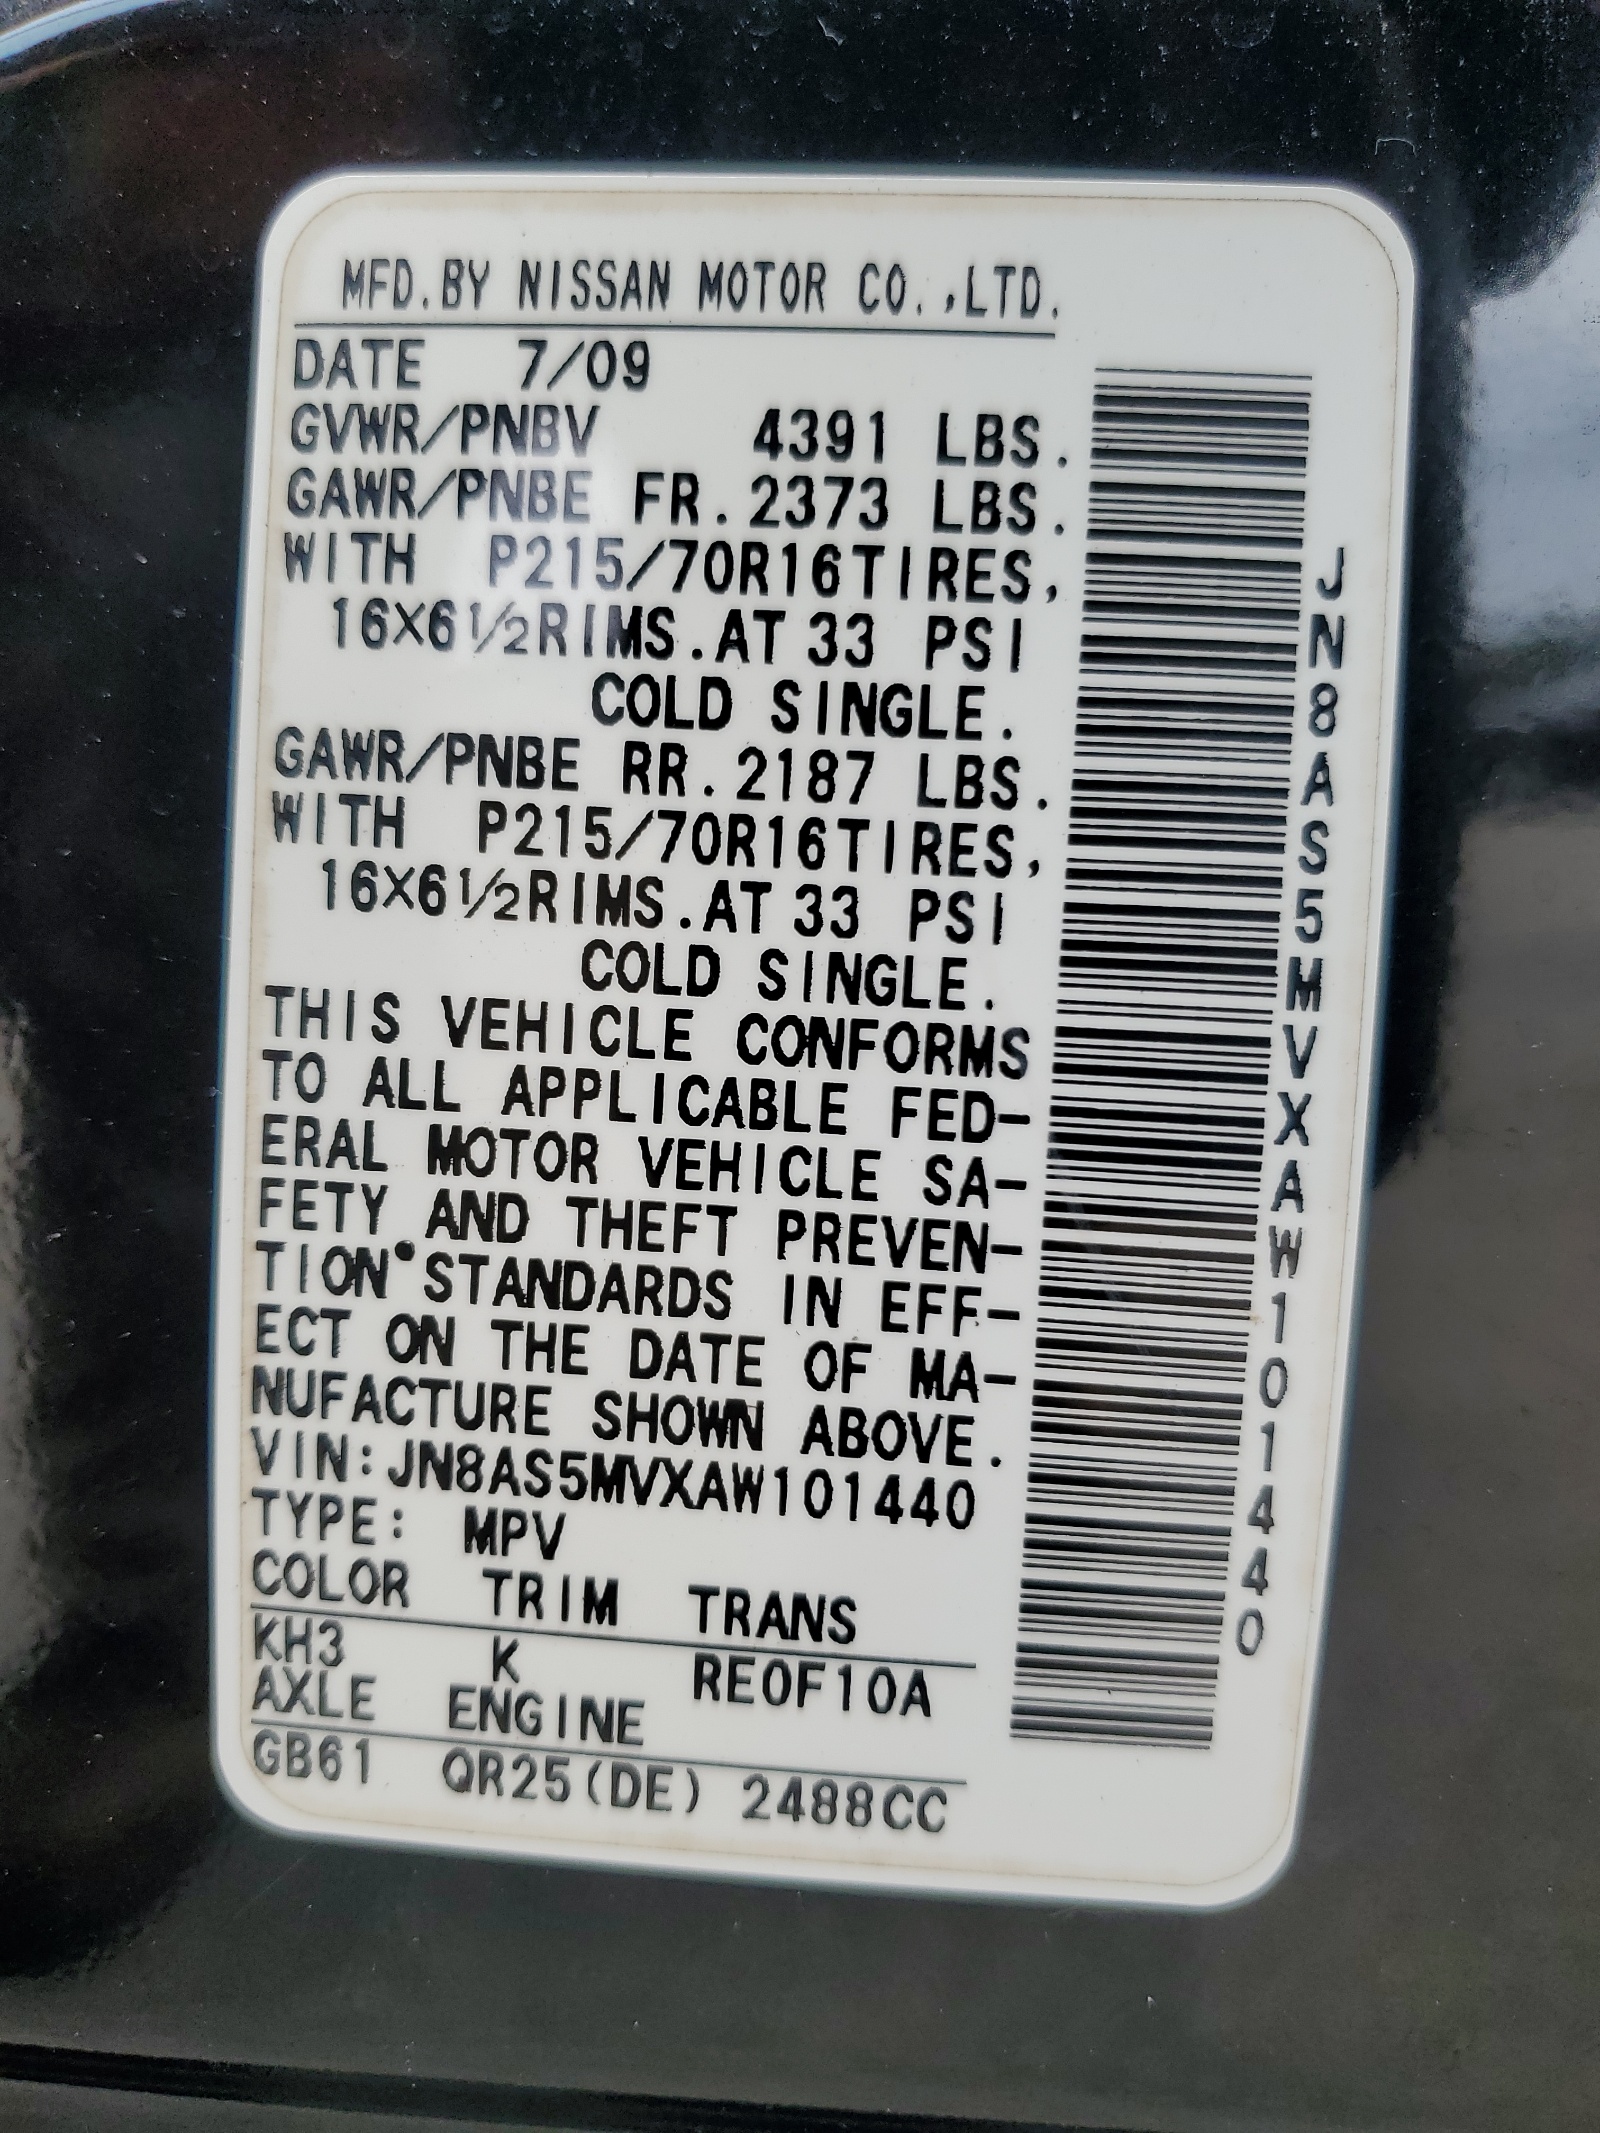 MFD.BY NISSAN MOTOR CO.,LTD.
DATE 7/09
GVWR/PNBV 4391 LBS.
GAWR/PNBE FR. 2373 LBS.
WITH P215/70R16TIRES,
16X6 1/2RIMS.AT 33 PSI
COLD SINGLE.
GAWR/PNBE RR. 2187 LBS.
WITH P215/70R16TIRES,
16X6 1/2RIMS.AT 33 PSI
COLD SINGLE.
THIS VEHICLE CONFORMS
TO ALL APPLICABLE FED-
ERAL MOTOR VEHICLE SA-
FETY AND THEFT PREVEN-
TION STANDARDS IN EFF-
ECT ON THE DATE OF MA-
NUFACTURE SHOWN ABOVE.
VIN:JN8AS5MVXAW101440
TYPE: MPV
COLOR TRIM TRANS
KH3 K RE0F10A
AXLE ENGINE
GB61 QR25(DE) 2488CC
JN8AS5MVXAW101440